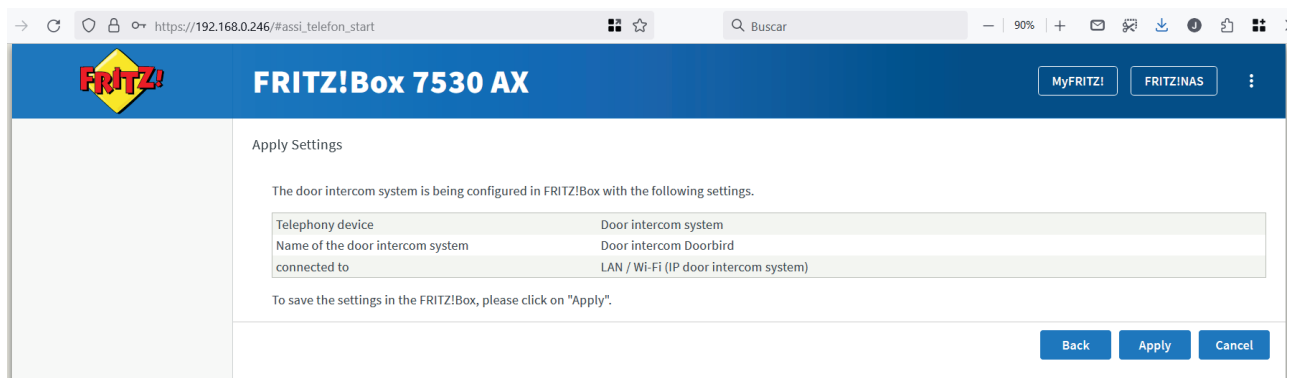 https://192.168.0.246/#assi_telefon_start
Buscar
90%
J
FRITZ!
FRITZ!Box 7530 AX
MyFRITZ!
FRITZ!NAS
Apply Settings
The door intercom system is being configured in FRITZ!Box with the following settings.
Telephony device Door intercom system
Name of the door intercom system Door intercom Doorbird
connected to LAN / Wi-Fi (IP door intercom system)
To save the settings in the FRITZ!Box, please click on "Apply".
Back Apply Cancel